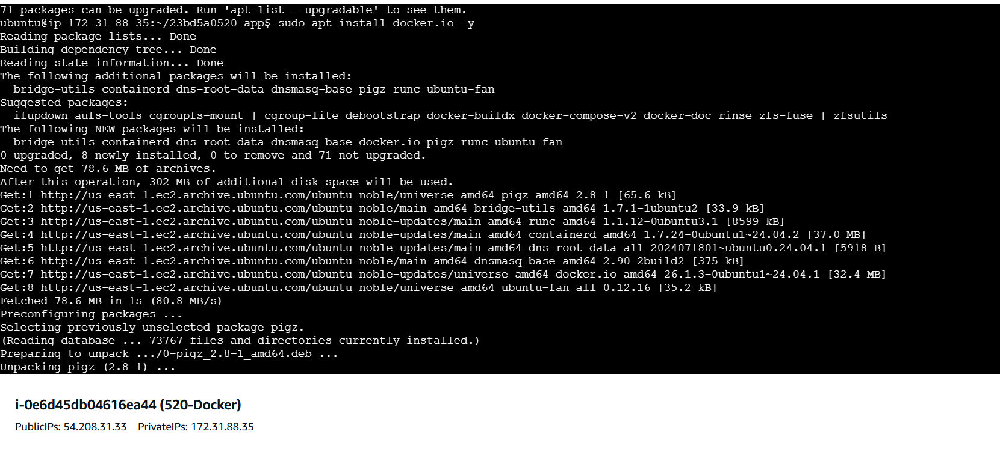 71 packages can be upgraded. Run 'apt list --upgradable' to see them.
ubuntu@ip-172-31-88-35:~/23bd5a0520-app$ sudo apt install docker.io -y
Reading package lists... Done
Building dependency tree... Done
Reading state information... Done
The following additional packages will be installed:
  bridge-utils containerd dns-root-data dnsmasq-base pigz runc ubuntu-fan
Suggested packages:
  ifupdown aufs-tools cgroupfs-mount | cgroup-lite debootstrap docker-buildx docker-compose-v2 docker-doc rinse zfs-fuse | zfsutils
The following NEW packages will be installed:
  bridge-utils containerd dns-root-data dnsmasq-base docker.io pigz runc ubuntu-fan
0 upgraded, 8 newly installed, 0 to remove and 71 not upgraded.
Need to get 78.6 MB of archives.
After this operation, 302 MB of additional disk space will be used.
Get:1 http://us-east-1.ec2.archive.ubuntu.com/ubuntu noble/universe amd64 pigz amd64 2.8-1 [65.6 kB]
Get:2 http://us-east-1.ec2.archive.ubuntu.com/ubuntu noble/main amd64 bridge-utils amd64 1.7.1-1ubuntu2 [33.9 kB]
Get:3 http://us-east-1.ec2.archive.ubuntu.com/ubuntu noble-updates/main amd64 runc amd64 1.1.12-0ubuntu3.1 [8599 kB]
Get:4 http://us-east-1.ec2.archive.ubuntu.com/ubuntu noble-updates/main amd64 containerd amd64 1.7.24-0ubuntu1~24.04.2 [37.0 MB]
Get:5 http://us-east-1.ec2.archive.ubuntu.com/ubuntu noble-updates/main amd64 dns-root-data all 2024071801~ubuntu0.24.04.1 [5918 B]
Get:6 http://us-east-1.ec2.archive.ubuntu.com/ubuntu noble/main amd64 dnsmasq-base amd64 2.90-2build2 [375 kB]
Get:7 http://us-east-1.ec2.archive.ubuntu.com/ubuntu noble-updates/universe amd64 docker.io amd64 26.1.3-0ubuntu1~24.04.1 [32.4 MB]
Get:8 http://us-east-1.ec2.archive.ubuntu.com/ubuntu noble/universe amd64 ubuntu-fan all 0.12.16 [35.2 kB]
Fetched 78.6 MB in 1s (80.8 MB/s)
Preconfiguring packages ...
Selecting previously unselected package pigz.
(Reading database ... 73767 files and directories currently installed.)
Preparing to unpack .../0-pigz_2.8-1_amd64.deb ...
Unpacking pigz (2.8-1) ...
i-0e6d45db04616ea44 (520-Docker)
PublicIPs: 54.208.31.33    PrivateIPs: 172.31.88.35